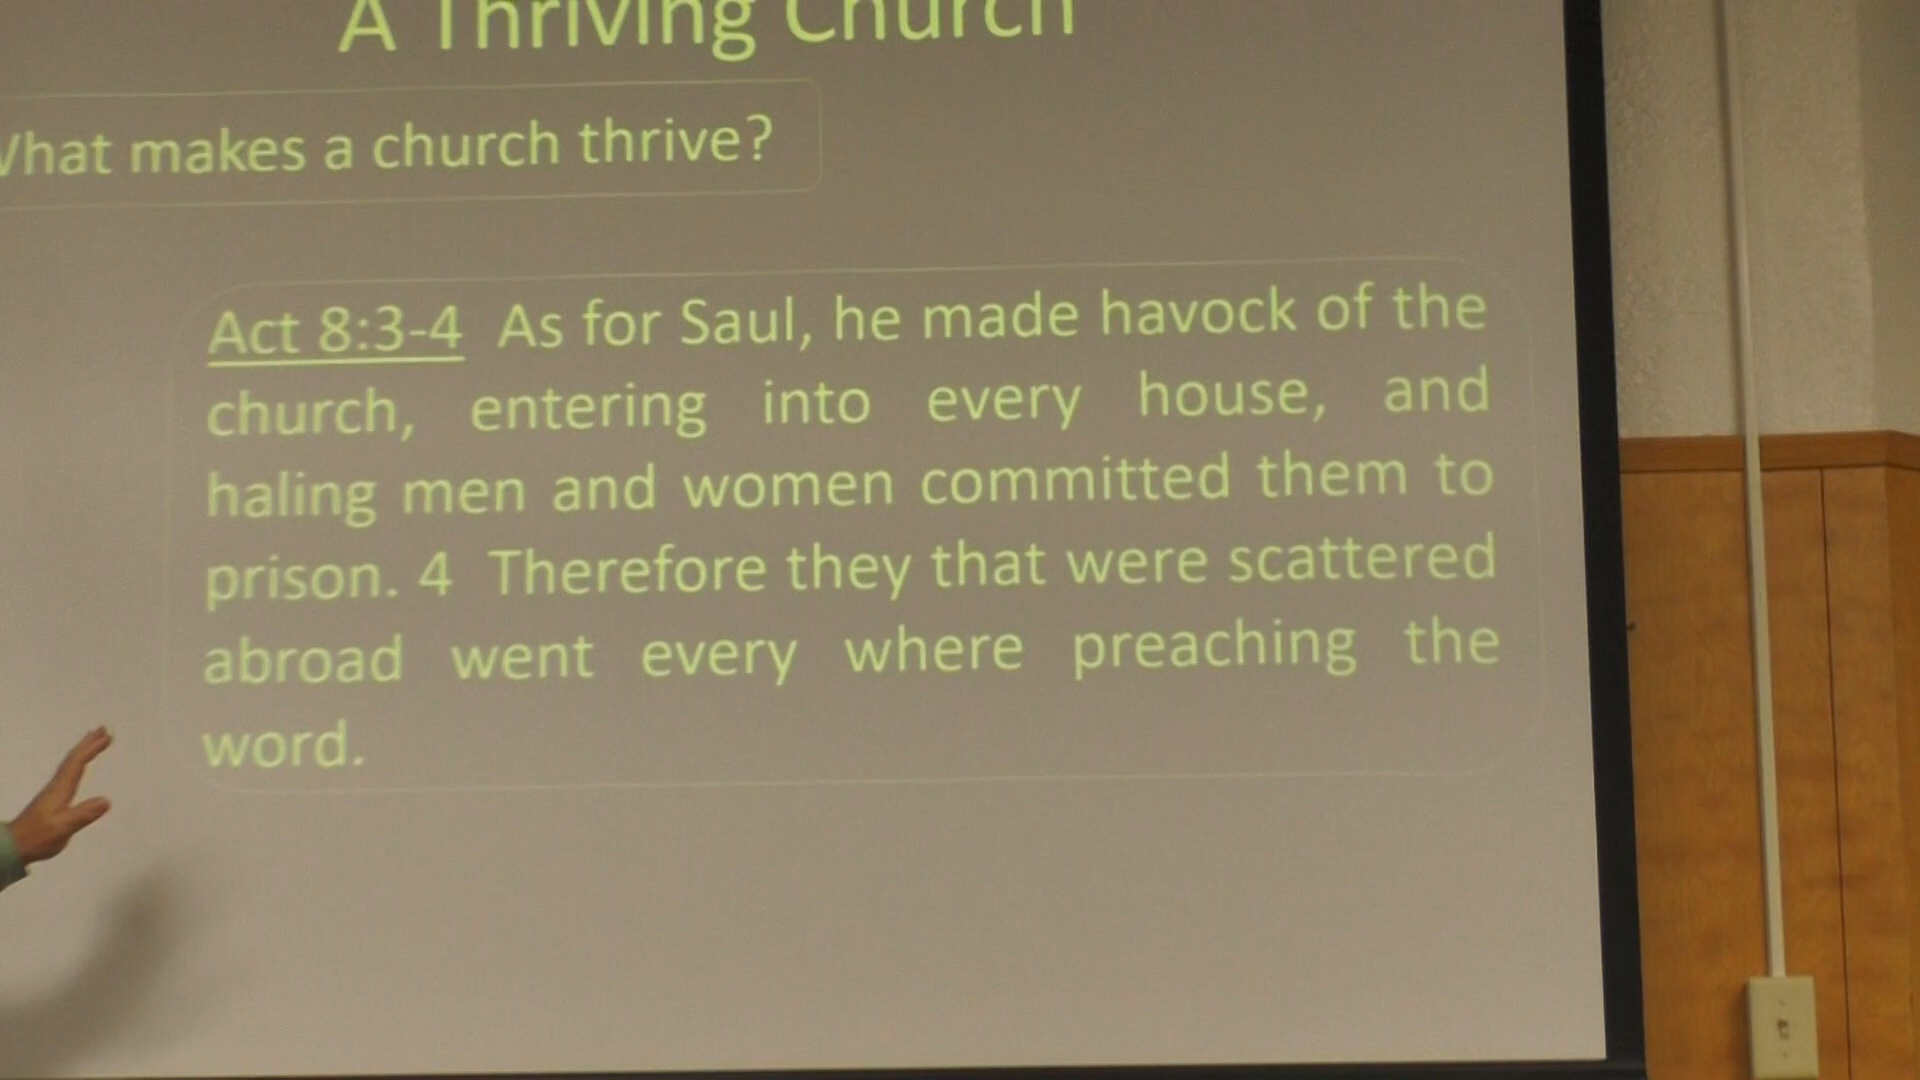 A Thriving Church
What makes a church thrive?
Act 8:3-4 As for Saul, he made havock of the
church, entering into every house, and
haling men and women committed them to
prison. 4 Therefore they that were scattered
abroad went every where preaching the
word.